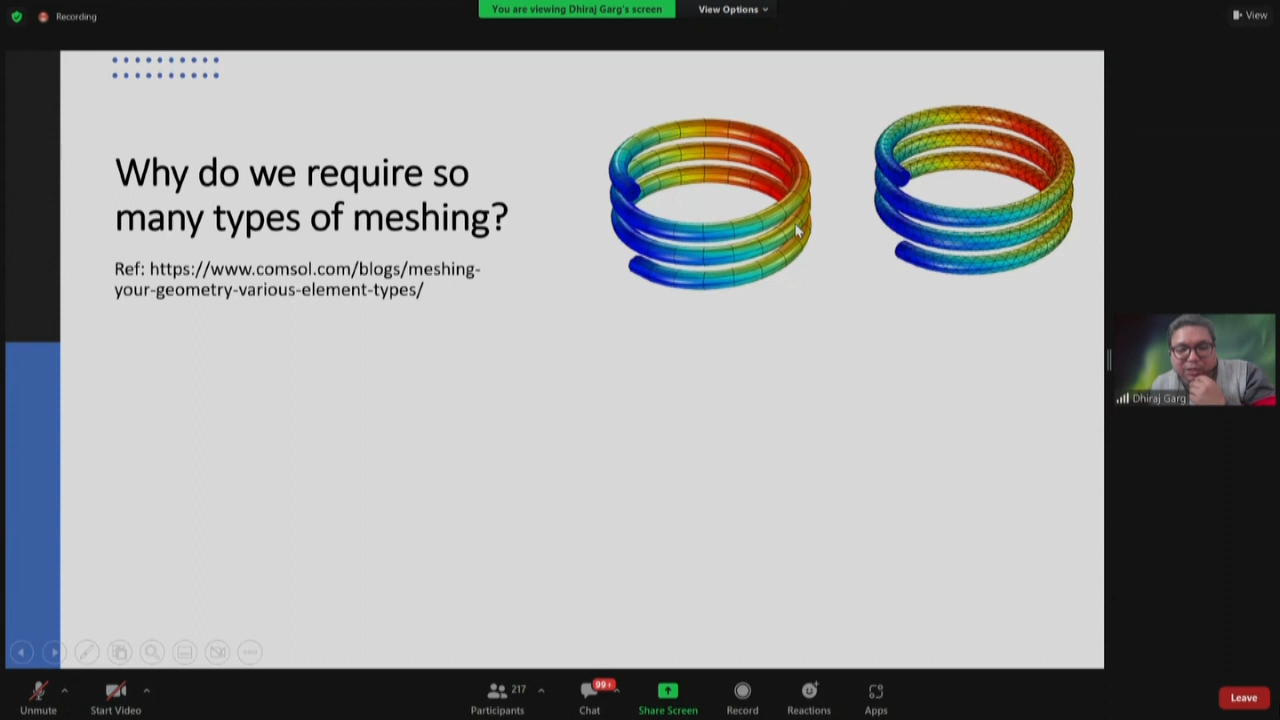 Recording
You are viewing Dhiraj Garg's screen
View Options
View
Why do we require so
many types of meshing?
Ref: https://www.comsol.com/blogs/meshing-
your-geometry-various-element-types/
Dhiraj Garg
Unmute
Start Video
217
Participants
99+
Chat
Share Screen
Record
Reactions
Apps
Leave